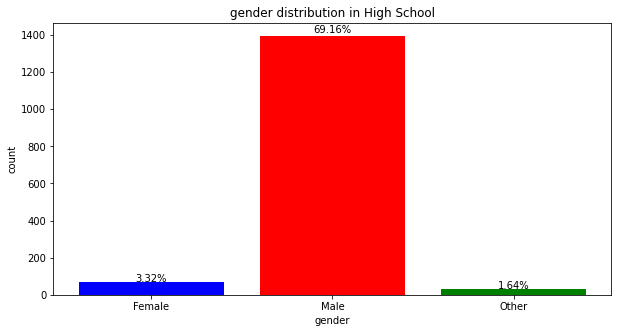 gender distribution in High School
69.16%
1400
1200
1000
800
600
400
200
0
count
3.32%
1.64%
Female Male Other
gender